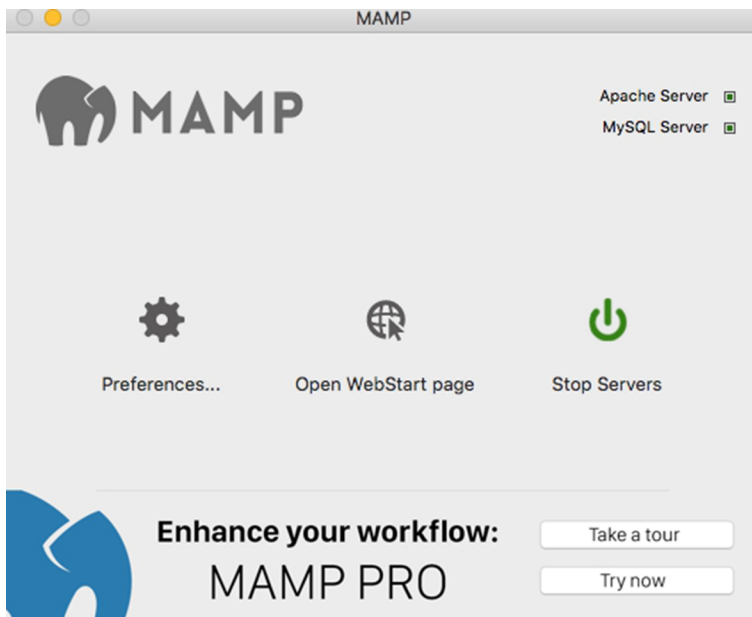 MAMP
MAMP
Apache Server
MySQL Server
Preferences...
Open WebStart page
Stop Servers
Enhance your workflow:
MAMP PRO
Take a tour
Try now